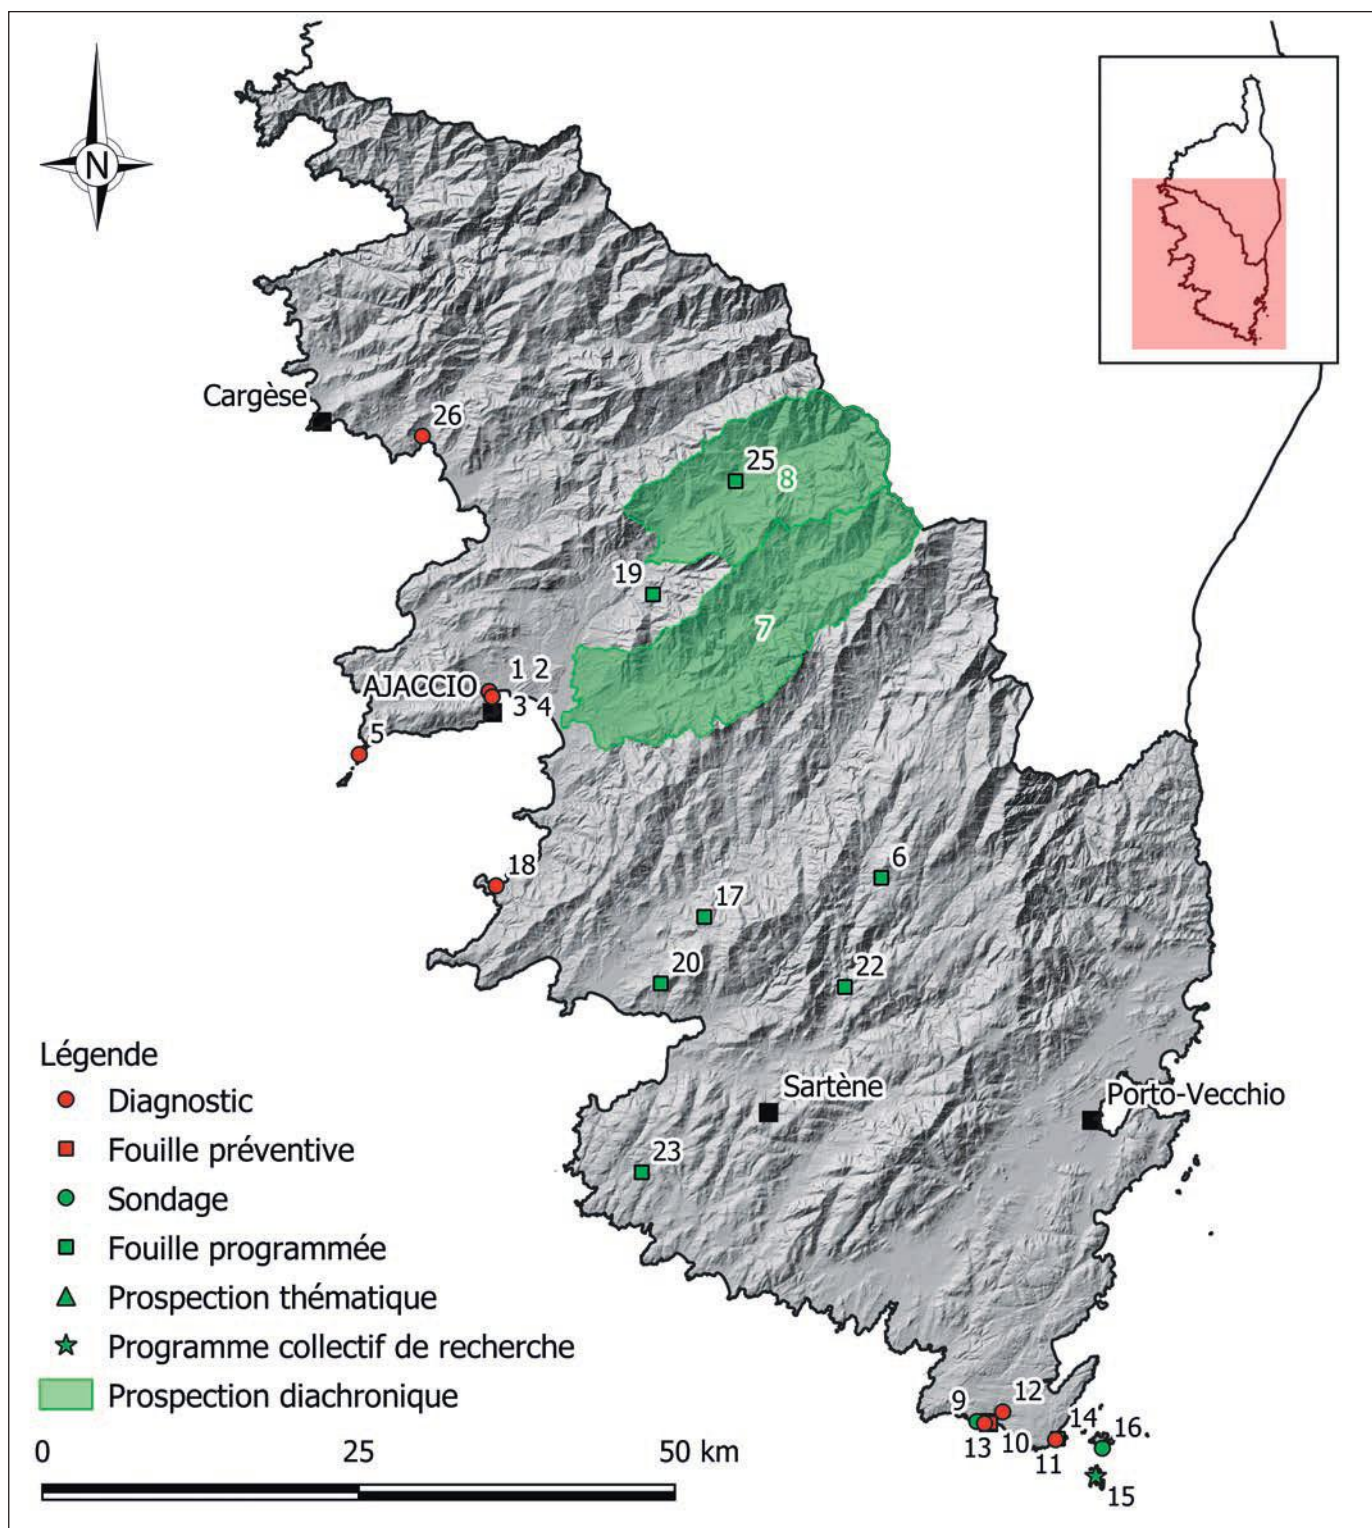 N
Cargèse
26
25
8
19
7
1 2
AJACCIO
3 4
5
18
6
17
20
22
Légende
Diagnostic
Fouille préventive
Sondage
Fouille programmée
Prospection thématique
Programme collectif de recherche
Prospection diachronique
0 25 50 km
Sartène
Porto-Vecchio
23
12
9
14
16
13
10
11
15